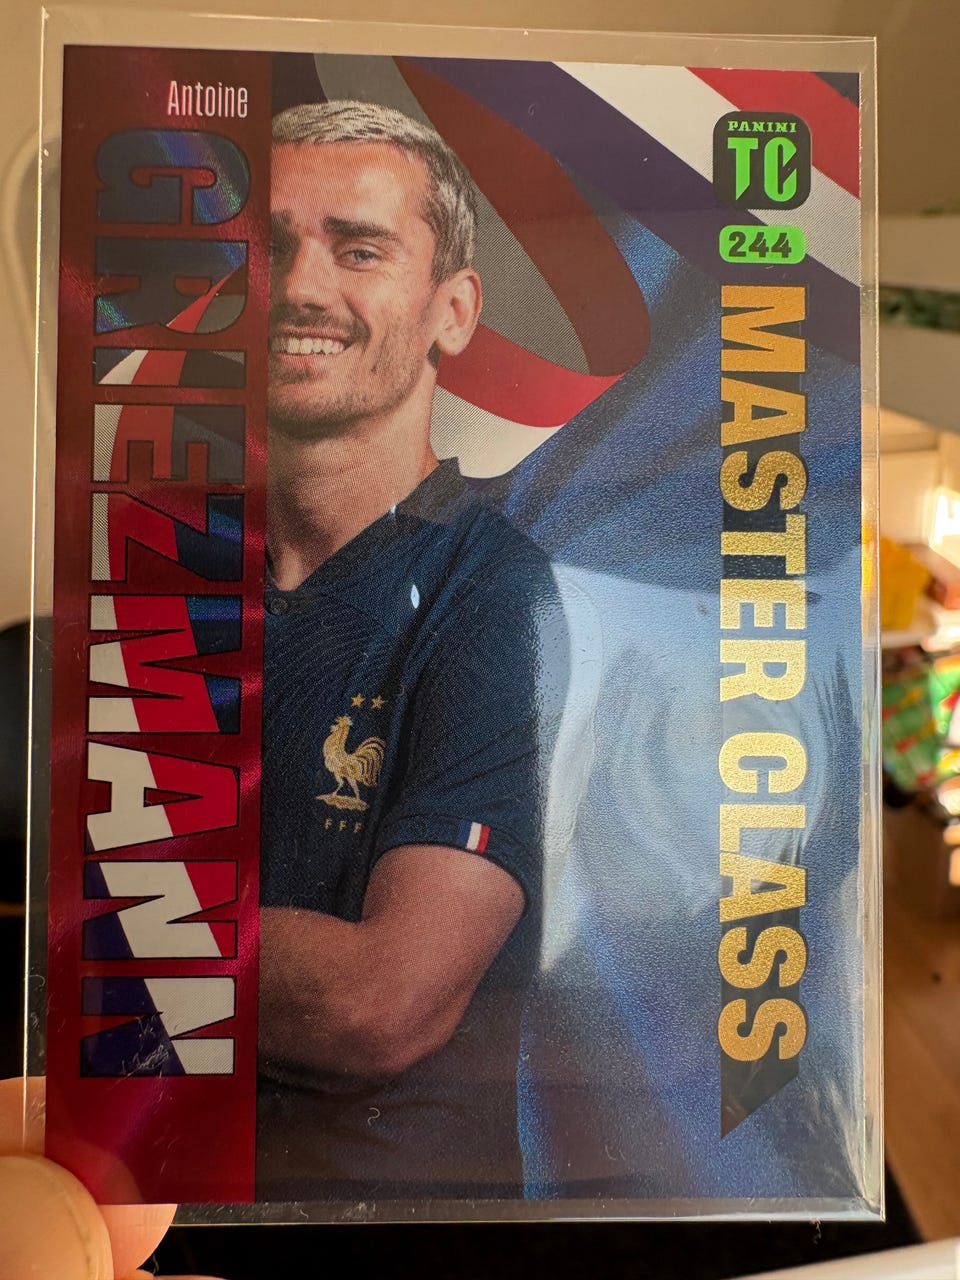 Antoine
GRIEZMANN
PANINI
TC
244
MASTER CLASS
FFF